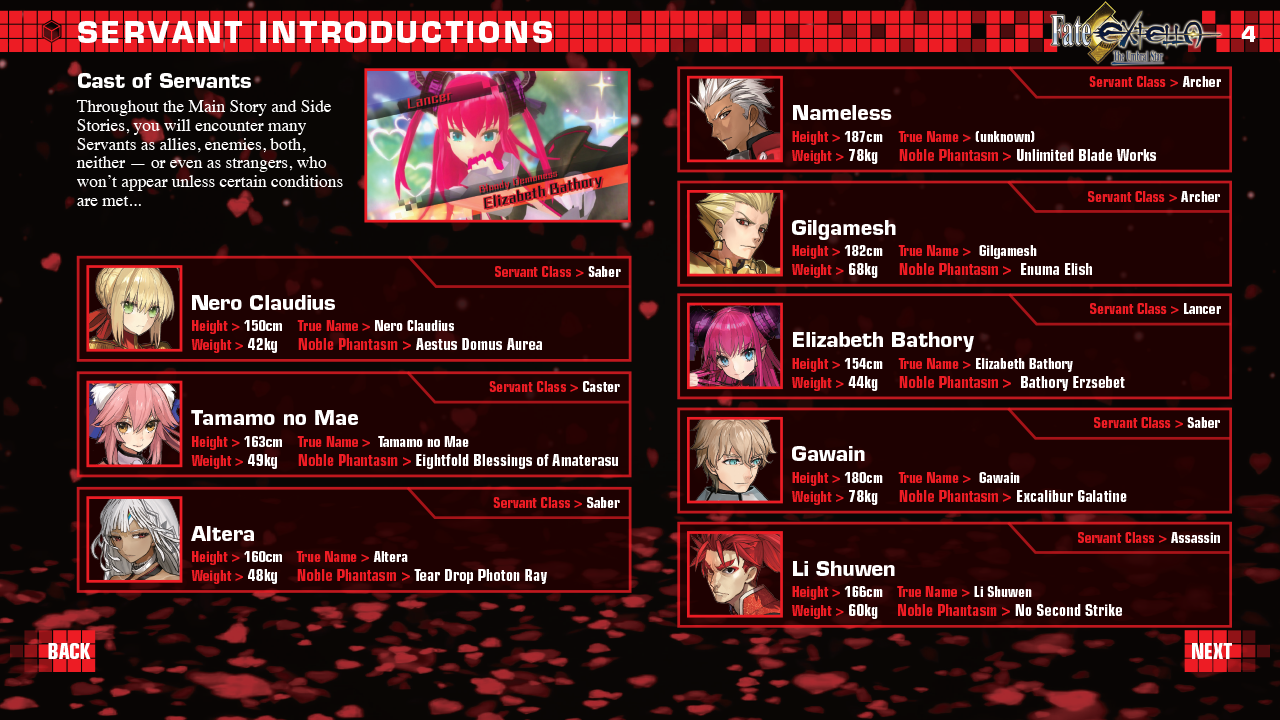 SERVANT INTRODUCTIONS
Fate/EXTELLA
The Umbral Star
4
Cast of Servants
Throughout the Main Story and Side
Stories, you will encounter many
Servants as allies, enemies, both,
neither — or even as strangers, who
won’t appear unless certain conditions
are met...
Lancer
Bloody Demoness
Elizabeth Bathory
Servant Class > Saber
Nero Claudius
Height > 150cm True Name > Nero Claudius
Weight > 42kg Noble Phantasm > Aestus Domus Aurea
Servant Class > Caster
Tamamo no Mae
Height > 163cm True Name > Tamamo no Mae
Weight > 49kg Noble Phantasm > Eightfold Blessings of Amaterasu
Servant Class > Saber
Altera
Height > 160cm True Name > Altera
Weight > 48kg Noble Phantasm > Tear Drop Photon Ray
Servant Class > Archer
Nameless
Height > 187cm True Name > (unknown)
Weight > 78kg Noble Phantasm > Unlimited Blade Works
Servant Class > Archer
Gilgamesh
Height > 182cm True Name > Gilgamesh
Weight > 68kg Noble Phantasm > Enuma Elish
Servant Class > Lancer
Elizabeth Bathory
Height > 154cm True Name > Elizabeth Bathory
Weight > 44kg Noble Phantasm > Bathory Erzsebet
Servant Class > Saber
Gawain
Height > 180cm True Name > Gawain
Weight > 78kg Noble Phantasm > Excalibur Galatine
Servant Class > Assassin
Li Shuwen
Height > 166cm True Name > Li Shuwen
Weight > 60kg Noble Phantasm > No Second Strike
BACK
NEXT